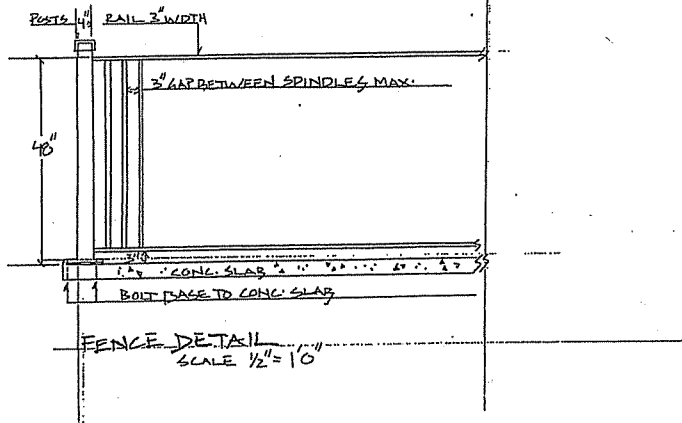 POSTS 4" RAIL 3" WIDTH
3" GAP BETWEEN SPINDLES MAX.
48"
3"
CONC. SLAB
BOLT BASE TO CONC. SLAB
FENCE DETAIL
SCALE 1/2" = 1'0"